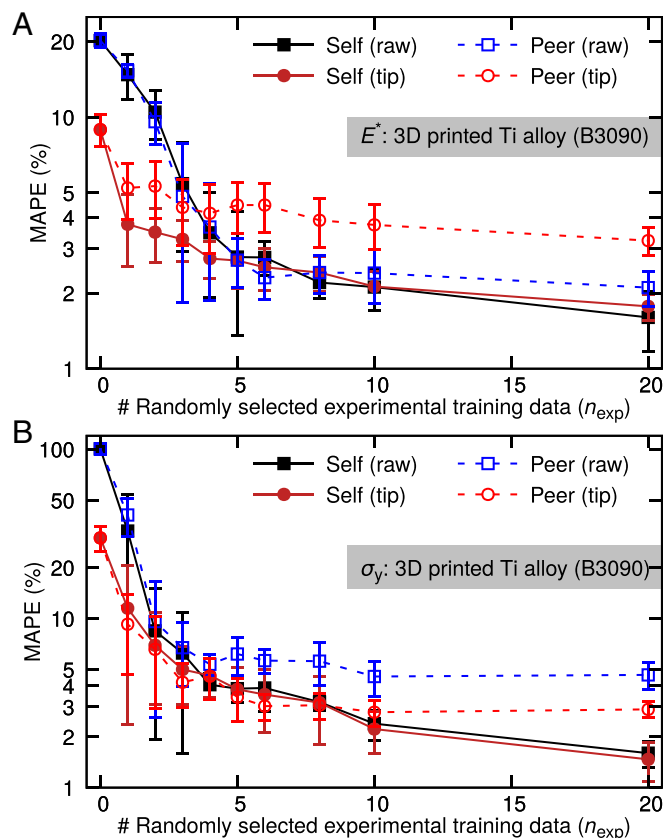 A
Self (raw)
Peer (raw)
Self (tip)
Peer (tip)
E*: 3D printed Ti alloy (B3090)
MAPE (%)
20
10
5
4
3
2
1
0 5 10 15 20
# Randomly selected experimental training data (nexp)
B
Self (raw)
Peer (raw)
Self (tip)
Peer (tip)
σy: 3D printed Ti alloy (B3090)
MAPE (%)
100
50
20
10
5
4
3
2
1
0 5 10 15 20
# Randomly selected experimental training data (nexp)